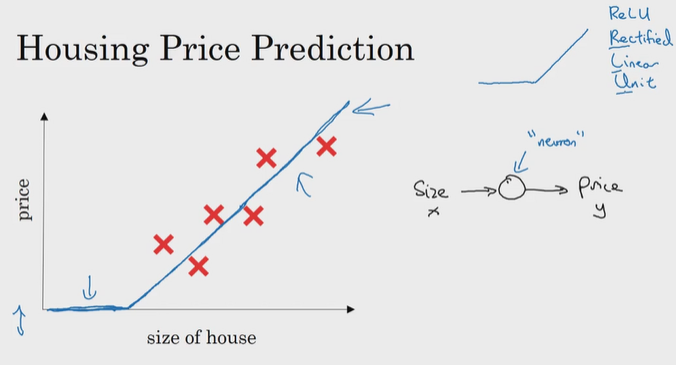 Housing Price Prediction
ReLU
Rectified
Linear
Unit
"neuron"
Size
x
Price
y
price
size of house